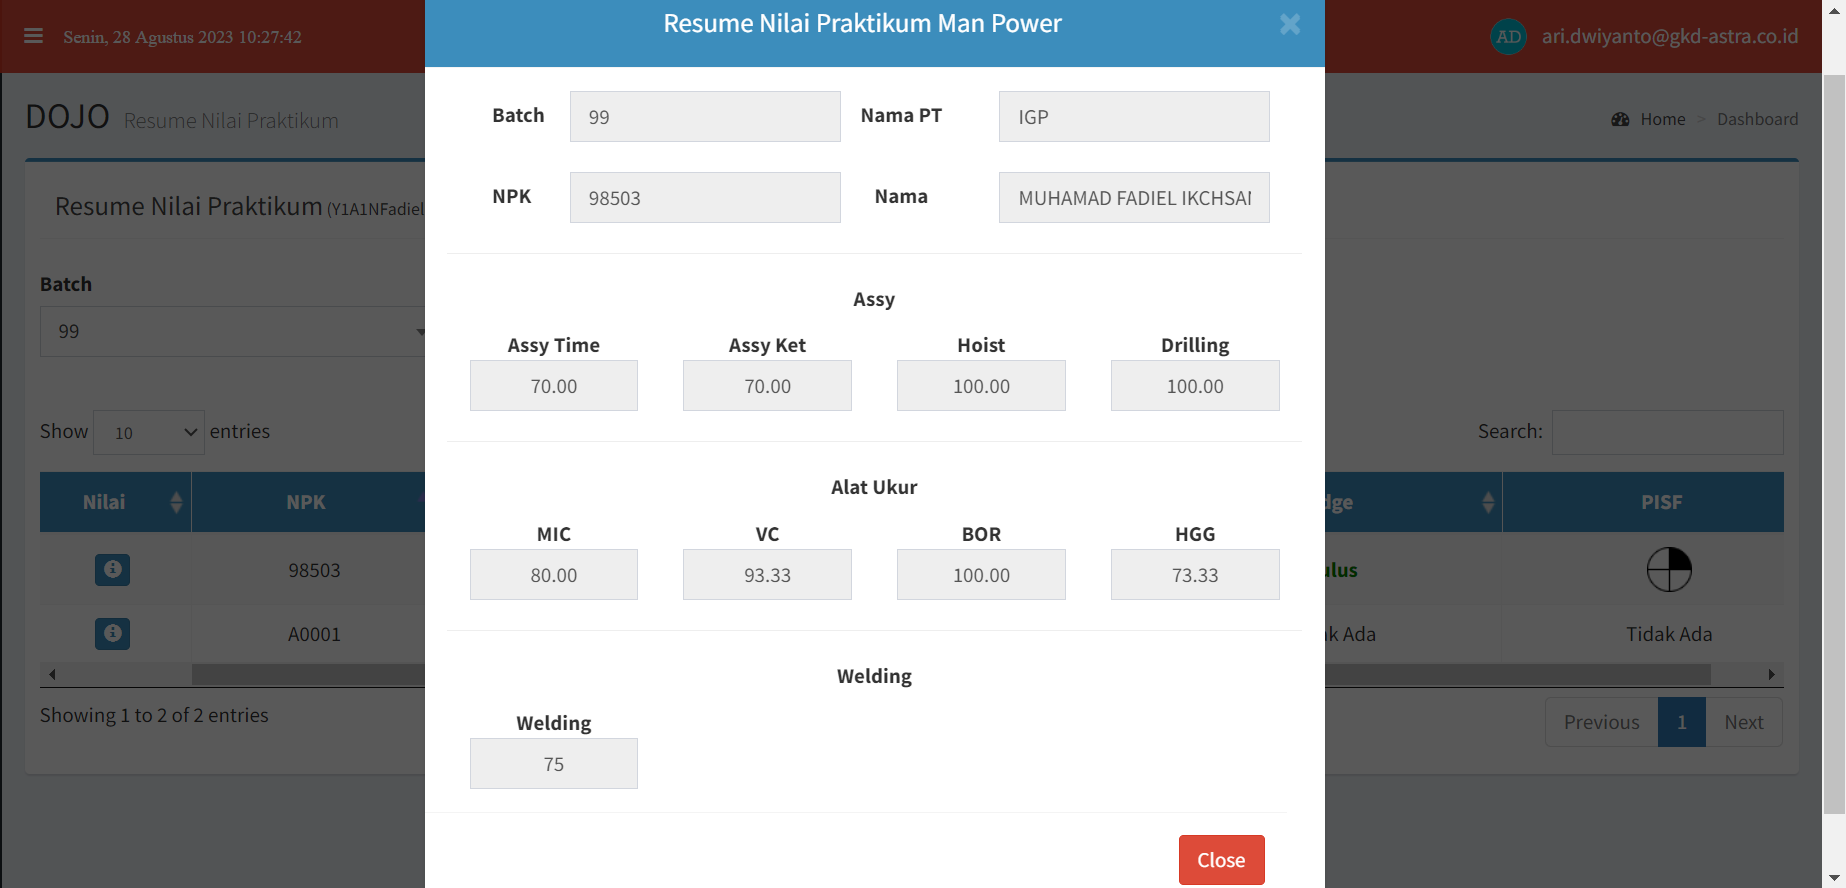 Resume Nilai Praktikum Man Power
×
Senin, 28 Agustus 2023 10:27:42
AD ari.dwiyanto@gkd-astra.co.id
DOJO Resume Nilai Praktikum
Home > Dashboard
Batch 99 Nama PT IGP
NPK 98503 Nama MUHAMAD FADIEL IKCHSAN
Resume Nilai Praktikum (Y1A1NFadiel
Batch
99
Assy
Assy Time Assy Ket Hoist Drilling
70.00 70.00 100.00 100.00
Show 10 entries
Search:
Alat Ukur
MIC VC BOR HGG
80.00 93.33 100.00 73.33
Nilai NPK dge PISF
98503 ulus
A0001 k Ada Tidak Ada
Welding
Welding
75
Showing 1 to 2 of 2 entries
Previous 1 Next
Close